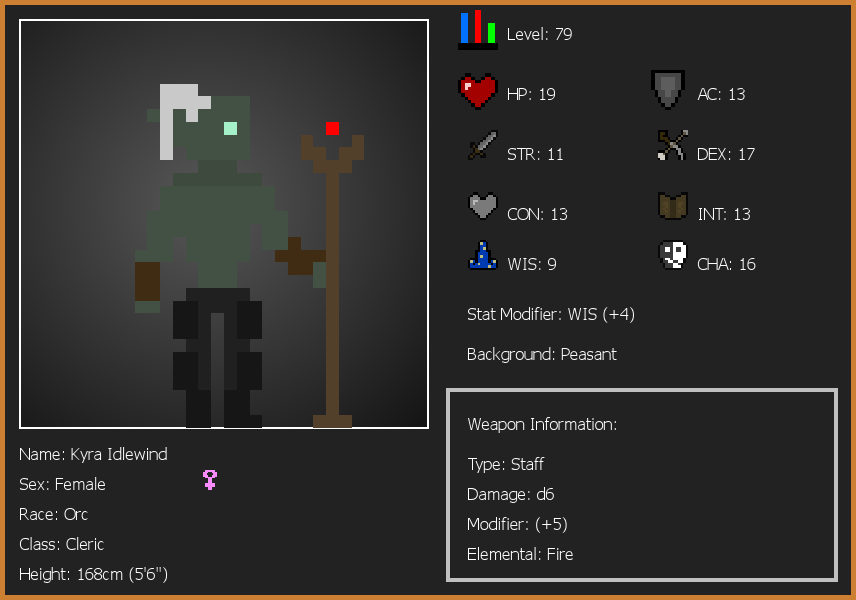 Level: 79
HP: 19
AC: 13
STR: 11
DEX: 17
CON: 13
INT: 13
WIS: 9
CHA: 16
Stat Modifier: WIS (+4)
Background: Peasant
Weapon Information:
Type: Staff
Damage: d6
Modifier: (+5)
Elemental: Fire
Name: Kyra Idlewind
Sex: Female
Race: Orc
Class: Cleric
Height: 168cm (5'6")